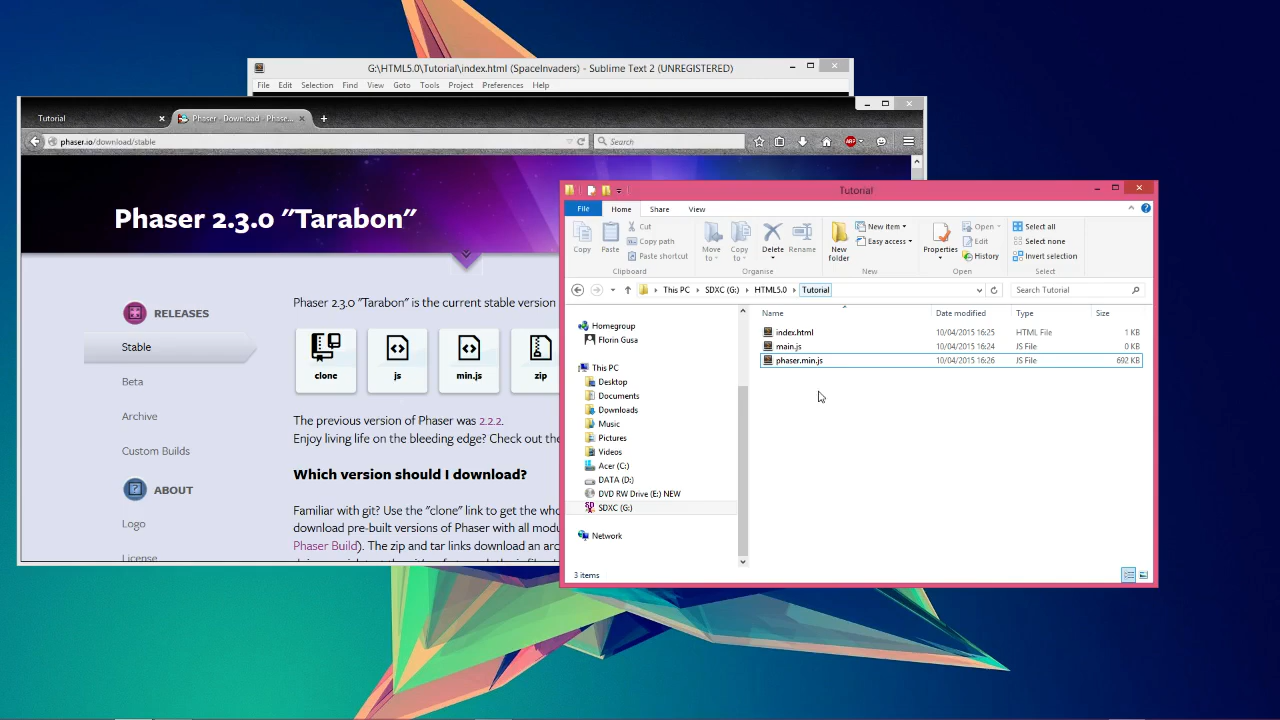 G:\HTML5.0\Tutorial\index.html (SpaceInvaders) - Sublime Text 2 (UNREGISTERED)
File Edit Selection Find View Goto Tools Project Preferences Help
Tutorial
Phaser - Download - Phase...
phaser.io/download/stable
Search
ABP
Phaser 2.3.0 "Tarabon"
RELEASES
Stable
Beta
Archive
Custom Builds
ABOUT
Logo
License
Phaser 2.3.0 "Tarabon" is the current stable version
clone js min.js zip
The previous version of Phaser was 2.2.2.
Enjoy living life on the bleeding edge? Check out the
Which version should I download?
Familiar with git? Use the "clone" link to get the who
download pre-built versions of Phaser with all modu
Phaser Build). The zip and tar links download an arc
Tutorial
File Home Share View
Copy
Paste
Cut
Copy path
Paste shortcut
Clipboard
Move to
Copy to
Delete
Rename
Organise
New folder
New item
Easy access
New
Properties
Open
Edit
History
Open
Select all
Select none
Invert selection
Select
This PC SDXC (G:) HTML5.0 Tutorial
Search Tutorial
Homegroup
Florin Gusa
This PC
Desktop
Documents
Downloads
Music
Pictures
Videos
Acer (C:)
DATA (D:)
DVD RW Drive (E:) NEW
SDXC (G:)
Network
Name Date modified Type Size
index.html 10/04/2015 16:25 HTML File 1 KB
main.js 10/04/2015 16:24 JS File 0 KB
phaser.min.js 10/04/2015 16:26 JS File 692 KB
3 items